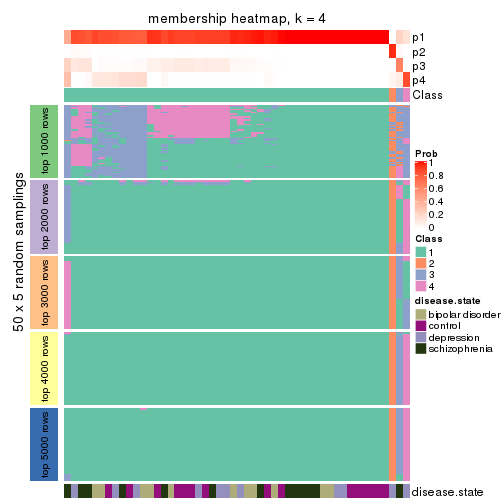 membership heatmap, k = 4
p1
p2
p3
p4
Class
50 x 5 random samplings
top 1000 rows
top 2000 rows
top 3000 rows
top 4000 rows
top 5000 rows
Prob
1
0.8
0.6
0.4
0.2
0
Class
1
2
3
4
disease.state
bipolar disorder
control
depression
schizophrenia
disease.state